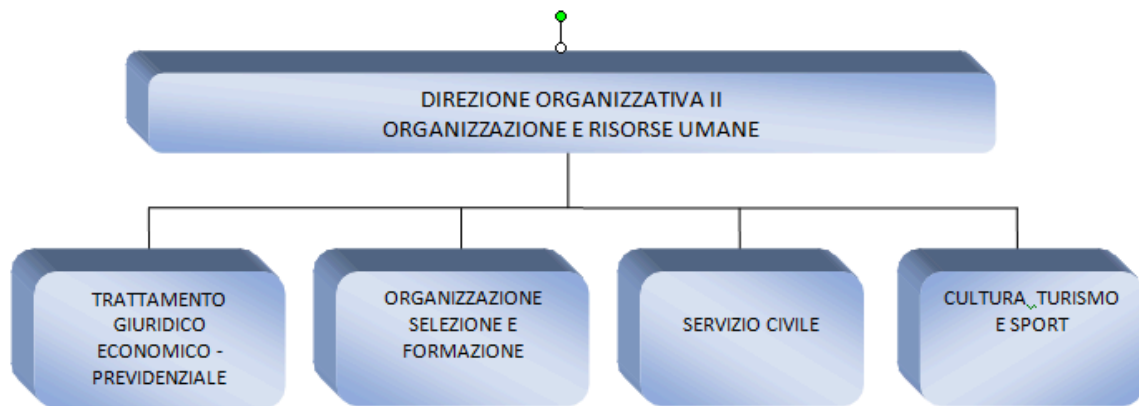 DIREZIONE ORGANIZZATIVA II
ORGANIZZAZIONE E RISORSE UMANE
TRATTAMENTO
GIURIDICO
ECONOMICO -
PREVIDENZIALE
ORGANIZZAZIONE
SELEZIONE E
FORMAZIONE
SERVIZIO CIVILE
CULTURA TURISMO
E SPORT